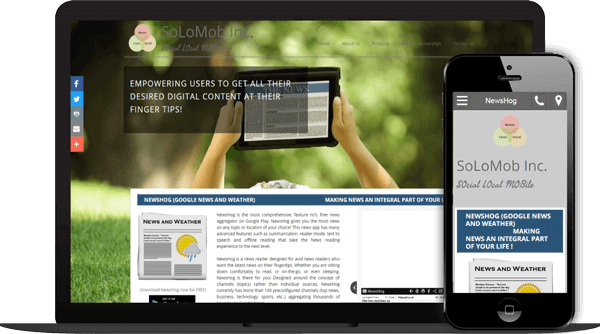 SoLoMob Inc.
SOcial LOcal MOBile
Home About Us Products Partnerships Contact Us
EMPOWERING USERS TO GET ALL THEIR
DESIRED DIGITAL CONTENT AT THEIR
FINGER TIPS!
THE NEWS
NEWSHOG (GOOGLE NEWS AND WEATHER)
MAKING NEWS AN INTEGRAL PART OF YOUR L
NEWS AND WEATHER
Download NewsHog now for FREE!
NewsHog is the most comprehensive, feature rich, free news
aggregator on Google Play. NewsHog gives you the most news
on any topic or location of your choice! This news app has many
advanced features such as summarization, reader mode, text to
speech and offline reading that take the News reading
experience to the next level.
NewsHog is a news reader designed for avid news readers who
want the latest news on their fingertips. Whether you are sitting
down comfortably to read, or on-the-go, or even sleeping,
NewsHog is there for you! Designed around the concept of
channels (topics) rather than individual sources, NewsHog
currently has more than 100 preconfigured channels (top news,
business, technology, sports, etc.) aggregating thousands of
NewsHog
NewsHog
Mobile
Local
Social
SoLoMob Inc.
SOcial LOcal MOBile
NEWSHOG (GOOGLE NEWS
AND WEATHER)
MAKING
NEWS AN INTEGRAL PART
OF YOUR LIFE !
NEWS AND WEATHER